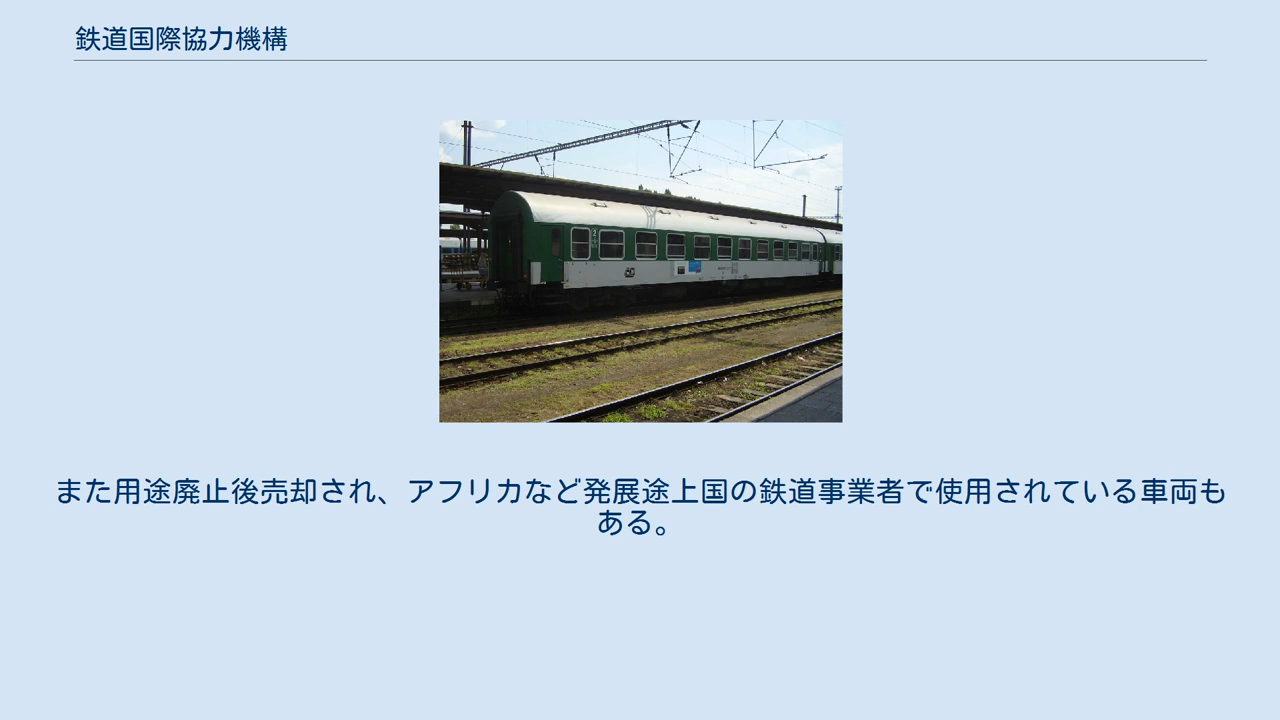 鉄道国際協力機構
また用途廃止後売却され、アフリカなど発展途上国の鉄道事業者で使用されている車両も
ある。